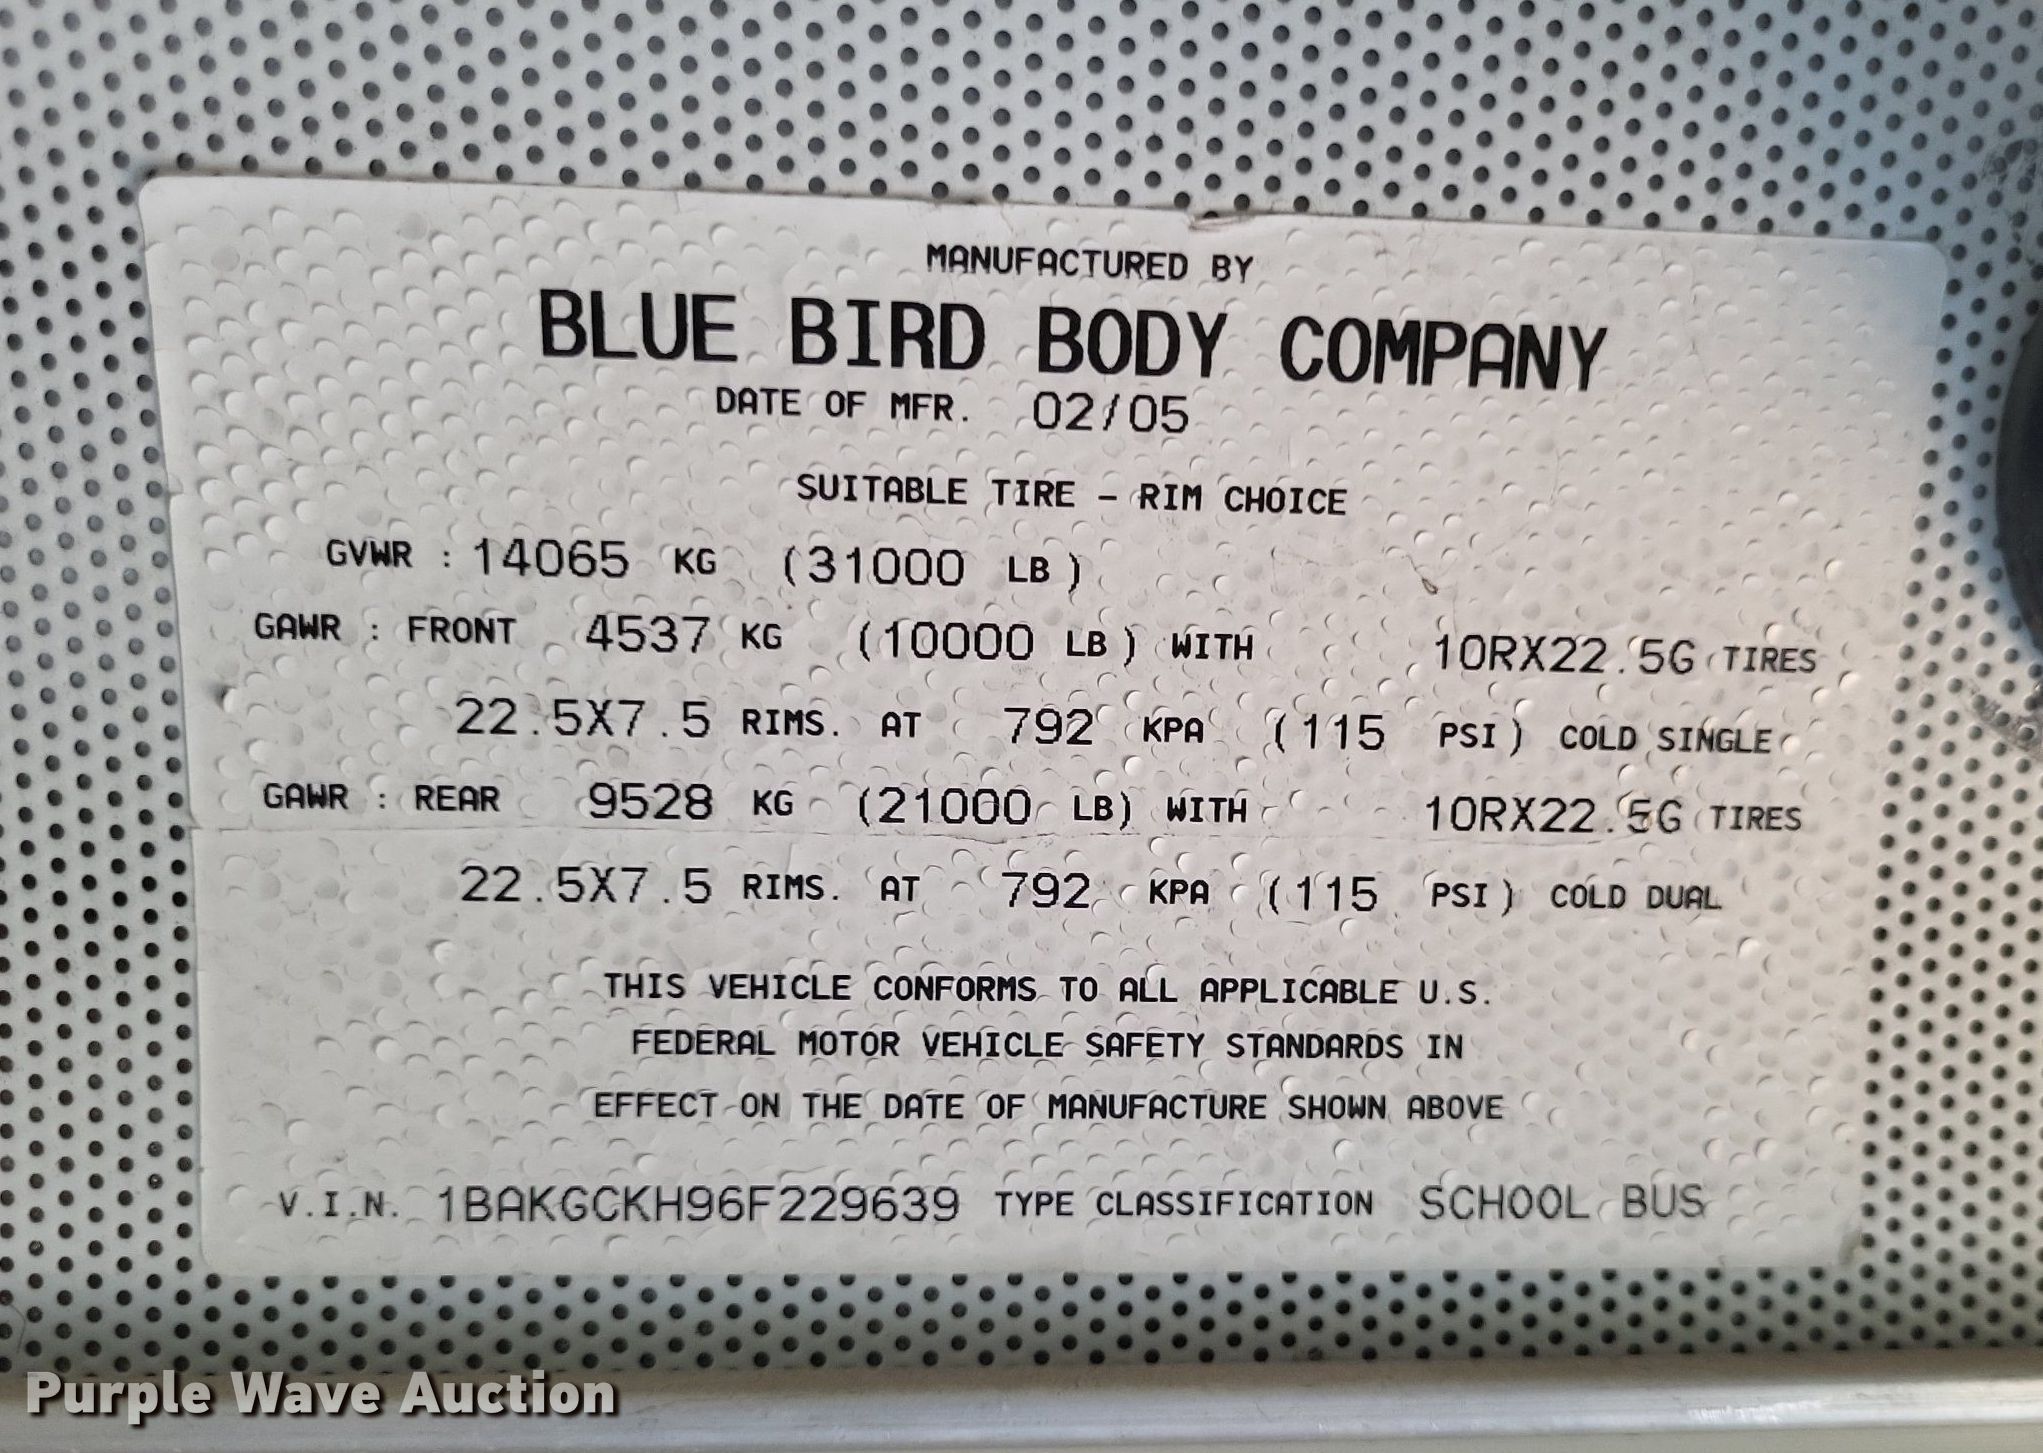 MANUFACTURED BY
BLUE BIRD BODY COMPANY
DATE OF MFR. 02/05
SUITABLE TIRE - RIM CHOICE
GVWR : 14065 KG (31000 LB)
GAWR : FRONT 4537 KG (10000 LB) WITH 10RX22.5G TIRES
22.5X7.5 RIMS. AT 792 KPA (115 PSI) COLD SINGLE
GAWR : REAR 9528 KG (21000 LB) WITH 10RX22.5G TIRES
22.5X7.5 RIMS. AT 792 KPA (115 PSI) COLD DUAL
THIS VEHICLE CONFORMS TO ALL APPLICABLE U.S.
FEDERAL MOTOR VEHICLE SAFETY STANDARDS IN
EFFECT ON THE DATE OF MANUFACTURE SHOWN ABOVE
V.I.N. 1BAKGCKH96F229639 TYPE CLASSIFICATION SCHOOL BUS
Purple Wave Auction